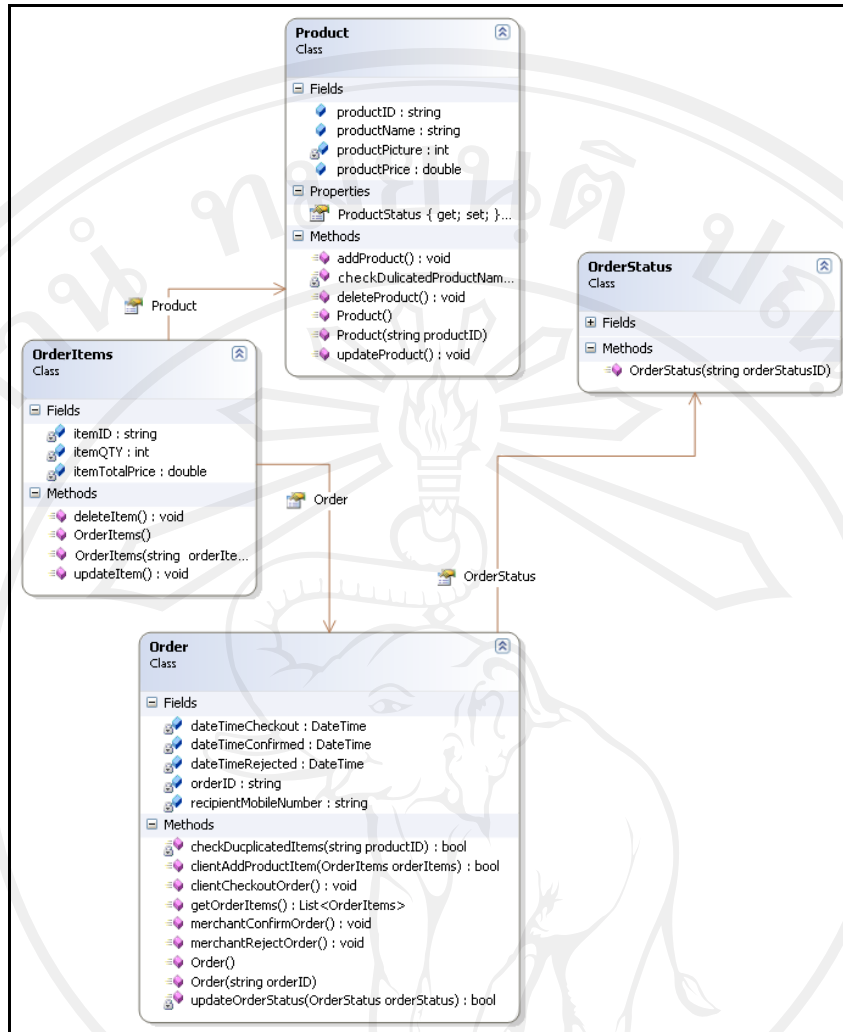 Product
Class
Fields
productID : string
productName : string
productPicture : int
productPrice : double
Properties
ProductStatus { get; set; }...
Methods
addProduct() : void
checkDulicatedProductNam...
deleteProduct() : void
Product()
Product(string productID)
updateProduct() : void
OrderStatus
Class
Fields
Methods
OrderStatus(string orderStatusID)
Product
OrderItems
Class
Fields
itemID : string
itemQTY : int
itemTotalPrice : double
Methods
deleteItem() : void
OrderItems()
OrderItems(string orderIte...
updateItem() : void
Order
OrderStatus
Order
Class
Fields
dateTimeCheckout : DateTime
dateTimeConfirmed : DateTime
dateTimeRejected : DateTime
orderID : string
recipientMobileNumber : string
Methods
checkDucplicatedItems(string productID) : bool
clientAddProductItem(OrderItems orderItems) : bool
clientCheckoutOrder() : void
getOrderItems() : List<OrderItems>
merchantConfirmOrder() : void
merchantRejectOrder() : void
Order()
Order(string orderID)
updateOrderStatus(OrderStatus orderStatus) : bool